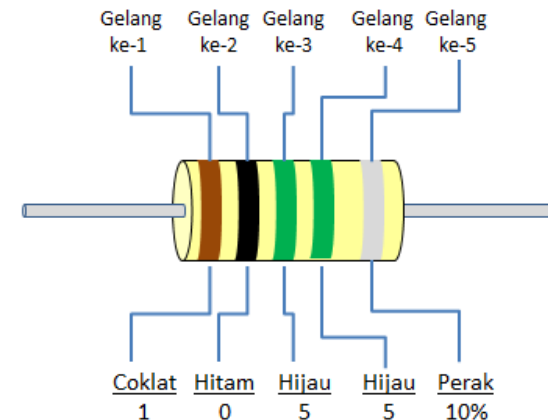 Gelang Gelang Gelang Gelang Gelang
ke-1 ke-2 ke-3 ke-4 ke-5
Coklat Hitam Hijau Hijau Perak
1 0 5 5 10%